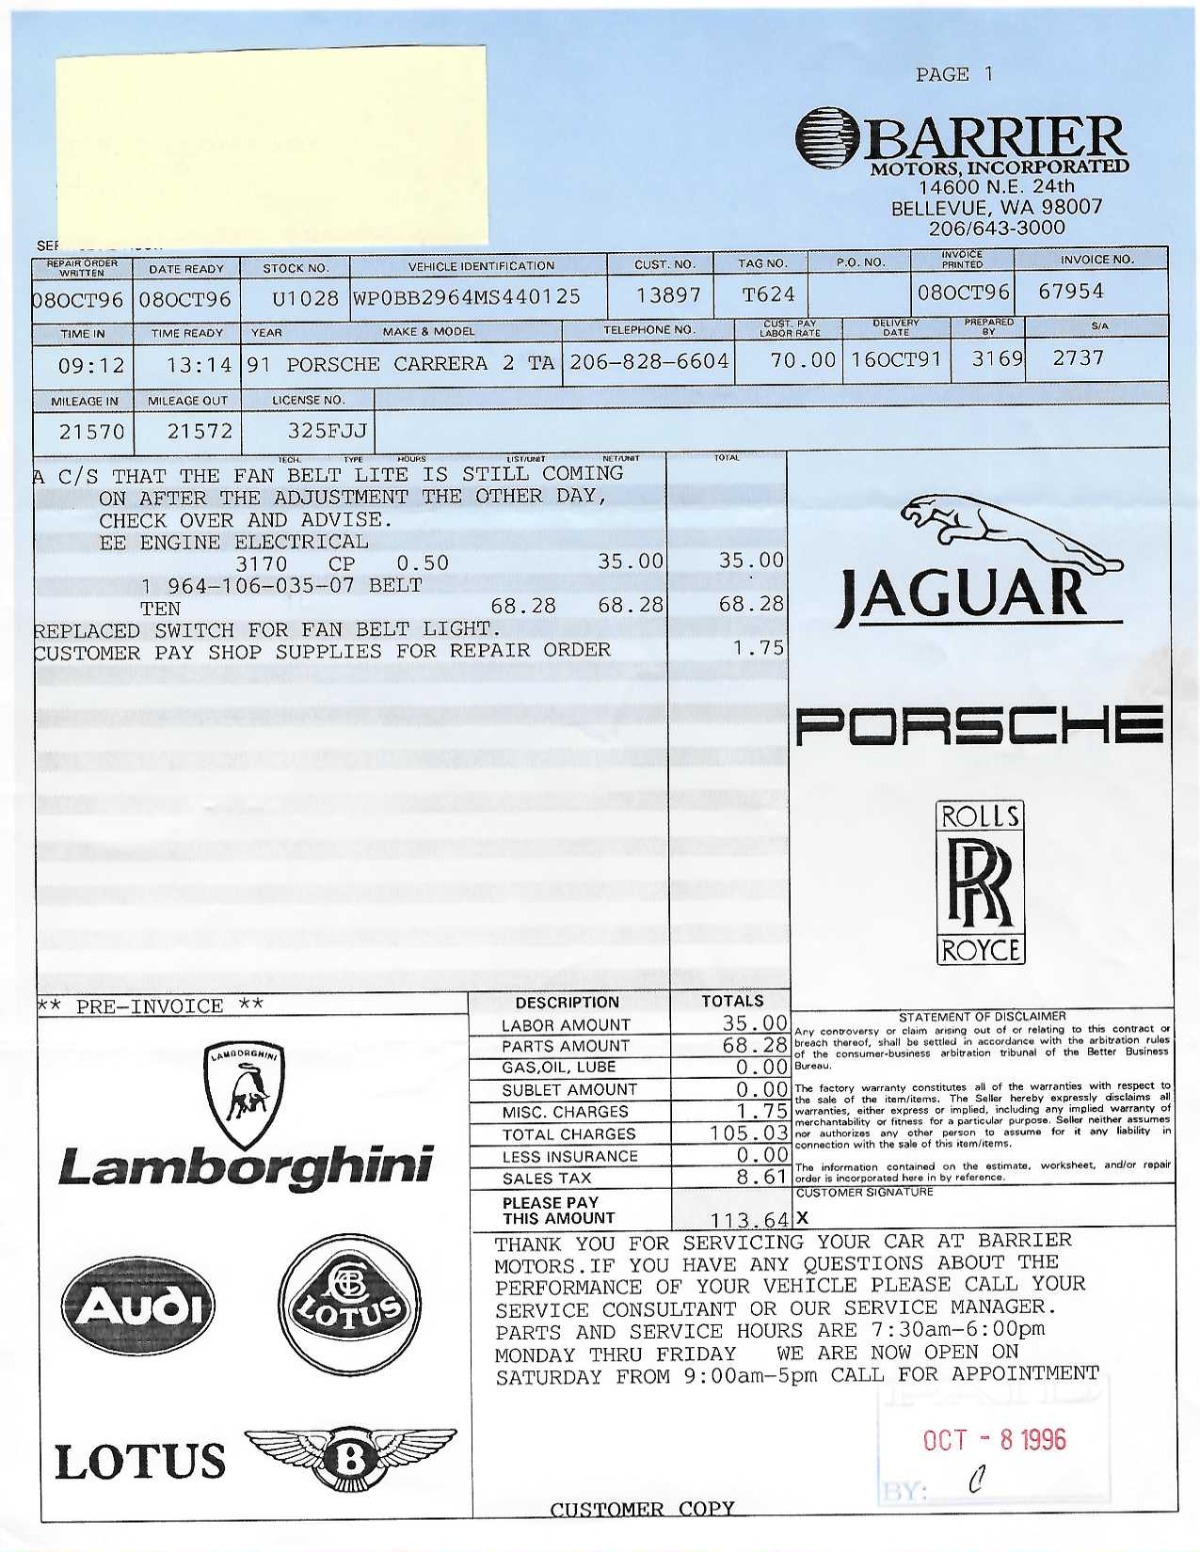 PAGE 1
BARRIER
MOTORS, INCORPORATED
14600 N.E. 24th
BELLEVUE, WA 98007
206/643-3000
REPAIR ORDER WRITTEN DATE READY STOCK NO. VEHICLE IDENTIFICATION CUST. NO. TAG NO. P.O. NO. INVOICE PRINTED INVOICE NO.
08OCT96 08OCT96 U1028 WP0BB2964MS440125 13897 T624 08OCT96 67954
TIME IN TIME READY YEAR MAKE & MODEL TELEPHONE NO. CUST. PAY LABOR RATE DELIVERY DATE PREPARED BY S/A
09:12 13:14 91 PORSCHE CARRERA 2 TA 206-828-6604 70.00 16OCT91 3169 2737
MILEAGE IN MILEAGE OUT LICENSE NO.
21570 21572 325FJJ
TECH. TYPE HOURS LIST/UNIT NET/UNIT TOTAL
A C/S THAT THE FAN BELT LITE IS STILL COMING
ON AFTER THE ADJUSTMENT THE OTHER DAY,
CHECK OVER AND ADVISE.
EE ENGINE ELECTRICAL
3170 CP 0.50 35.00 35.00
1 964-106-035-07 BELT
TEN 68.28 68.28 68.28
REPLACED SWITCH FOR FAN BELT LIGHT.
CUSTOMER PAY SHOP SUPPLIES FOR REPAIR ORDER 1.75
JAGUAR
PORSCHE
ROLLS
RR
ROYCE
** PRE-INVOICE **
LAMBORGHINI
Lamborghini
Audi
LOTUS
LOTUS
B
DESCRIPTION TOTALS
LABOR AMOUNT 35.00
PARTS AMOUNT 68.28
GAS,OIL, LUBE 0.00
SUBLET AMOUNT 0.00
MISC. CHARGES 1.75
TOTAL CHARGES 105.03
LESS INSURANCE 0.00
SALES TAX 8.61
PLEASE PAY
THIS AMOUNT 113.64
STATEMENT OF DISCLAIMER
Any controversy or claim arising out of or relating to this contract or
breach thereof, shall be settled in accordance with the arbitration rules
of the consumer-business arbitration tribunal of the Better Business
Bureau.
The factory warranty constitutes all of the warranties with respect to
the sale of the item/items. The Seller hereby expressly disclaims all
warranties, either express or implied, including any implied warranty of
merchantability or fitness for a particular purpose. Seller neither assumes
nor authorizes any other person to assume for it any liability in
connection with the sale of this item/items.
The information contained on the estimate, worksheet, and/or repair
order is incorporated here in by reference.
CUSTOMER SIGNATURE
X
THANK YOU FOR SERVICING YOUR CAR AT BARRIER
MOTORS.IF YOU HAVE ANY QUESTIONS ABOUT THE
PERFORMANCE OF YOUR VEHICLE PLEASE CALL YOUR
SERVICE CONSULTANT OR OUR SERVICE MANAGER.
PARTS AND SERVICE HOURS ARE 7:30am-6:00pm
MONDAY THRU FRIDAY WE ARE NOW OPEN ON
SATURDAY FROM 9:00am-5pm CALL FOR APPOINTMENT
PAID
OCT - 8 1996
BY:
CUSTOMER COPY